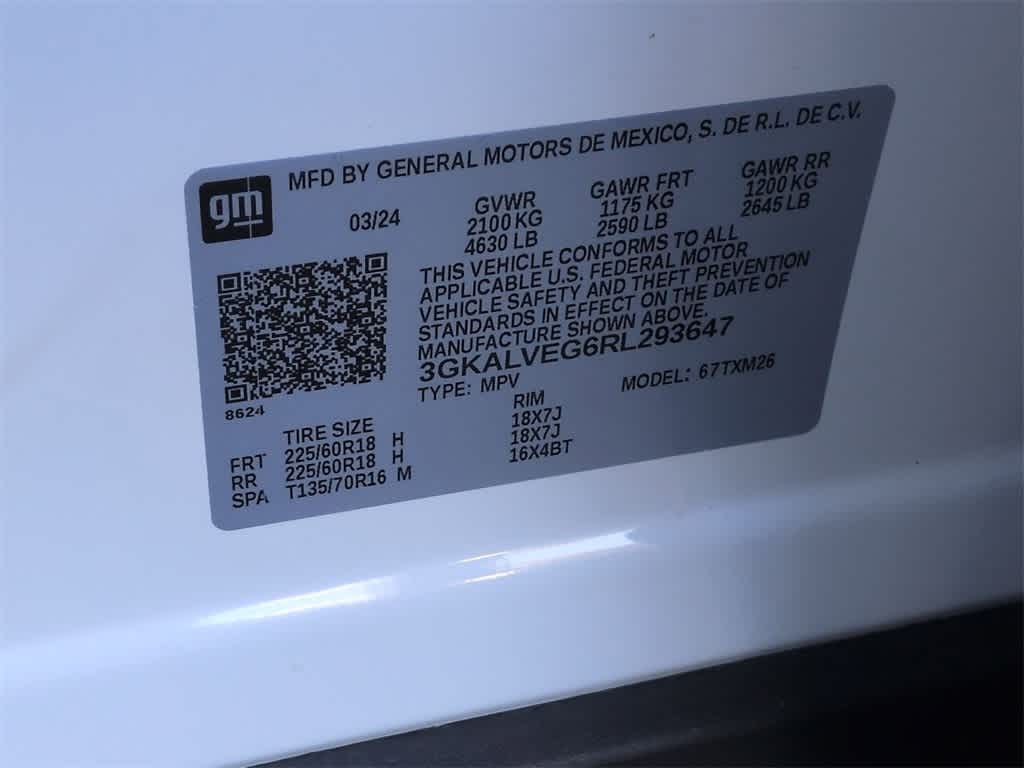 gm
MFD BY GENERAL MOTORS DE MEXICO, S. DE R.L. DE C.V.
03/24 GVWR GAWR FRT GAWR RR
2100 KG 1175 KG 1200 KG
4630 LB 2590 LB 2645 LB
THIS VEHICLE CONFORMS TO ALL
APPLICABLE U.S. FEDERAL MOTOR
VEHICLE SAFETY AND THEFT PREVENTION
STANDARDS IN EFFECT ON THE DATE OF
MANUFACTURE SHOWN ABOVE.
3GKALVEG6RL293647
TYPE: MPV MODEL: 67TXM26
8624
TIRE SIZE RIM
FRT 225/60R18 H 18X7J
RR 225/60R18 H 18X7J
SPA T135/70R16 M 16X4BT